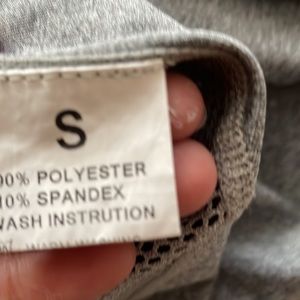 S
00% POLYESTER
10% SPANDEX
WASH INSTRUTION